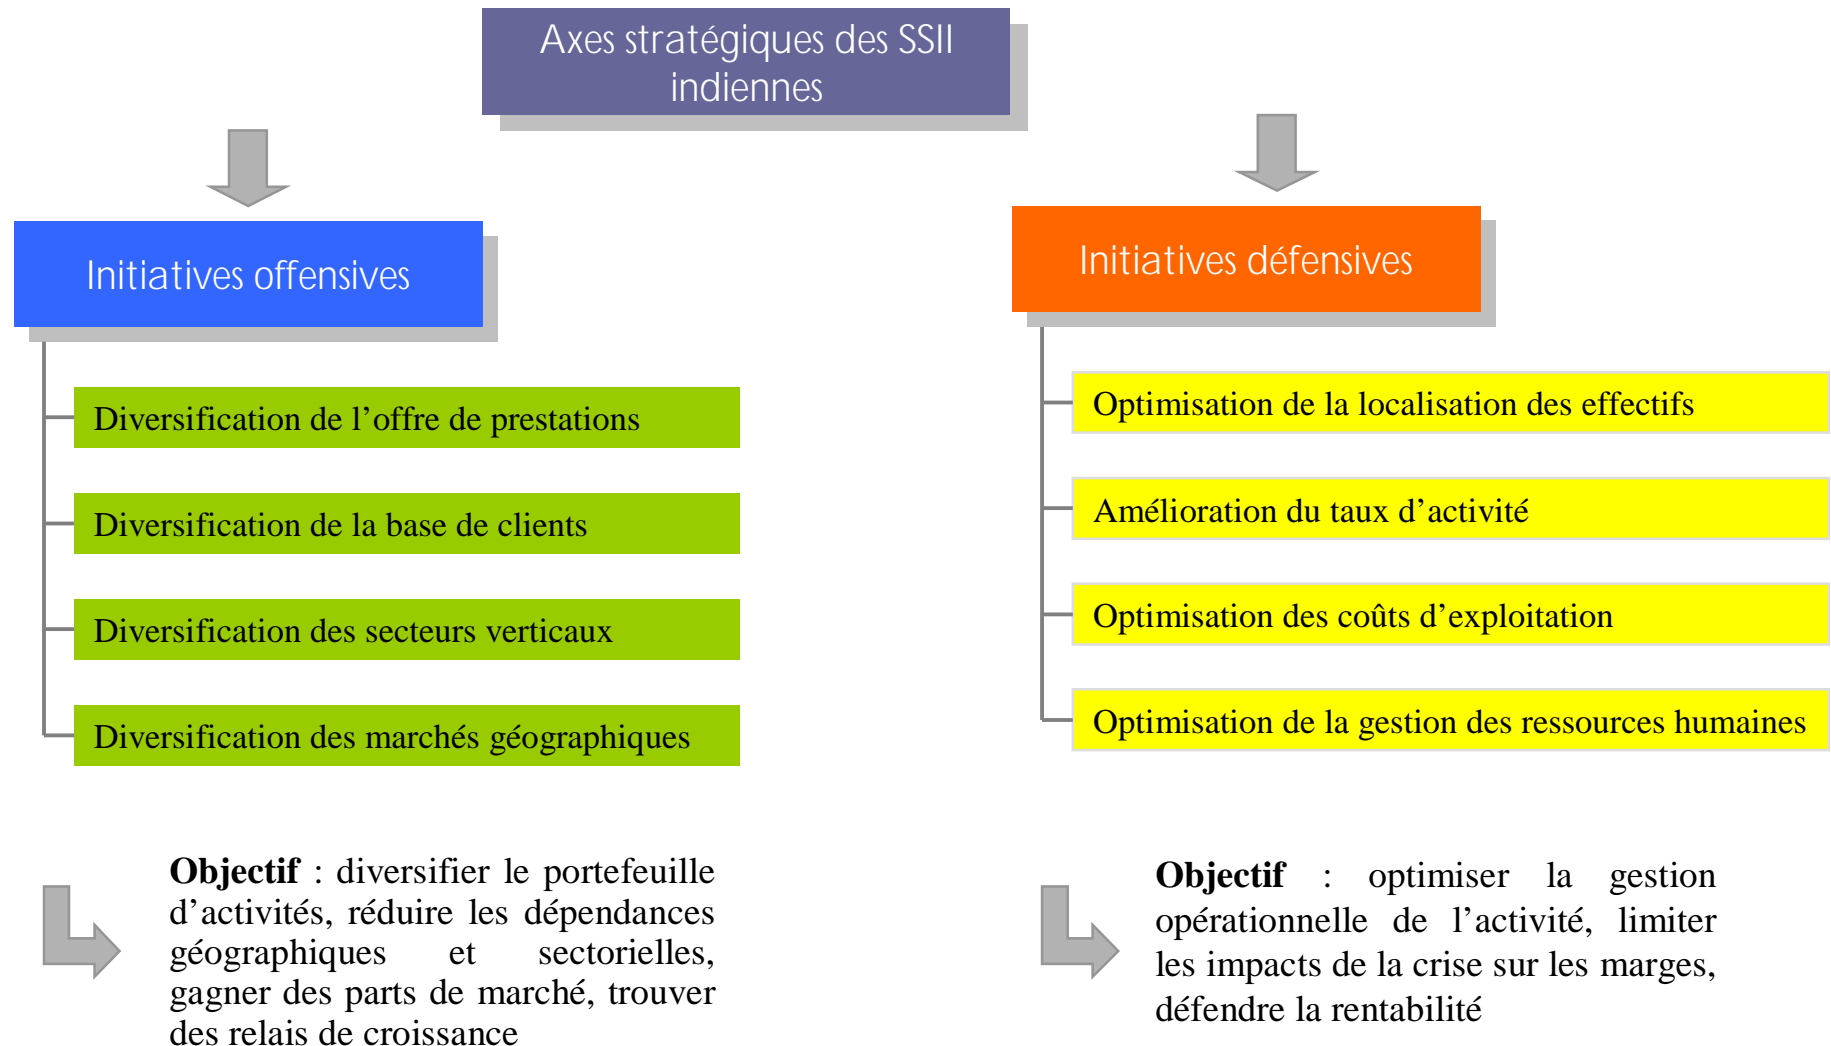 Axes stratégiques des SSII
indiennes
Initiatives offensives
Diversification de l’offre de prestations
Diversification de la base de clients
Diversification des secteurs verticaux
Diversification des marchés géographiques
Objectif : diversifier le portefeuille
d’activités, réduire les dépendances
géographiques et sectorielles,
gagner des parts de marché, trouver
des relais de croissance
Initiatives défensives
Optimisation de la localisation des effectifs
Amélioration du taux d’activité
Optimisation des coûts d’exploitation
Optimisation de la gestion des ressources humaines
Objectif : optimiser la gestion
opérationnelle de l’activité, limiter
les impacts de la crise sur les marges,
défendre la rentabilité